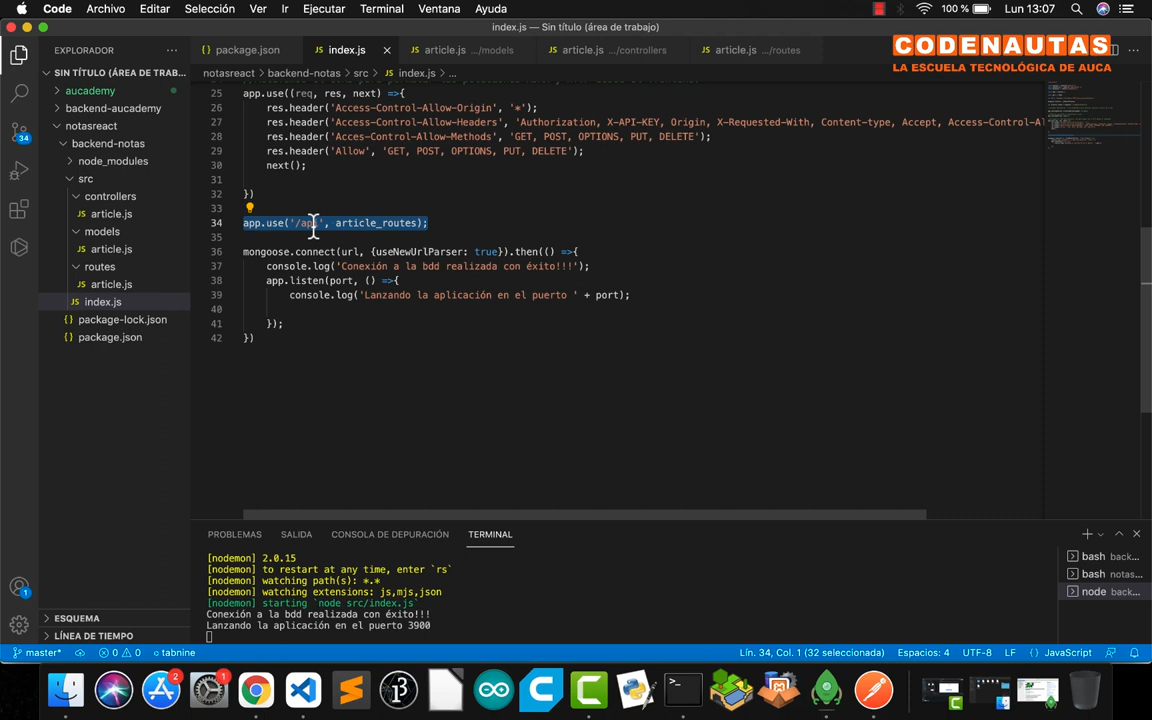 Code Archivo Editar Selección Ver Ir Ejecutar Terminal Ventana Ayuda 100 % Lun 13:07
index.js — Sin título (área de trabajo)
EXPLORADOR
package.json index.js article.js .../models article.js .../controllers article.js .../routes
CODENAUTAS
LA ESCUELA TECNOLÓGICA DE AUCA
SIN TÍTULO (ÁREA DE TRAB...
aucademy
backend-aucademy
notasreact
backend-notas
node_modules
src
controllers
article.js
models
article.js
routes
article.js
index.js
package-lock.json
package.json
ESQUEMA
LÍNEA DE TIEMPO
34
1
notasreact > backend-notas > src > index.js > ...
25 app.use((req, res, next) =>{
26 res.header('Access-Control-Allow-Origin', '*');
27 res.header('Access-Control-Allow-Headers', 'Authorization, X-API-KEY, Origin, X-Requested-With, Content-type, Accept, Access-Control-Al
28 res.header('Acces-Control-Allow-Methods', 'GET, POST, OPTIONS, PUT, DELETE');
29 res.header('Allow', 'GET, POST, OPTIONS, PUT, DELETE');
30 next();
31
32 })
33
34 app.use('/api', article_routes);
35
36 mongoose.connect(url, {useNewUrlParser: true}).then(() =>{
37 console.log('Conexión a la bdd realizada con éxito!!!');
38 app.listen(port, () =>{
39 console.log('Lanzando la aplicación en el puerto ' + port);
40
41 });
42 })
PROBLEMAS SALIDA CONSOLA DE DEPURACIÓN TERMINAL
[nodemon] 2.0.15
[nodemon] to restart at any time, enter `rs`
[nodemon] watching path(s): *.*
[nodemon] watching extensions: js,mjs,json
[nodemon] starting `node src/index.js`
Conexión a la bdd realizada con éxito!!!
Lanzando la aplicación en el puerto 3900
bash back...
bash notas...
node back...
master* 0 0 tabnine Lín. 34, Col. 1 (32 seleccionada) Espacios: 4 UTF-8 LF JavaScript
2 1